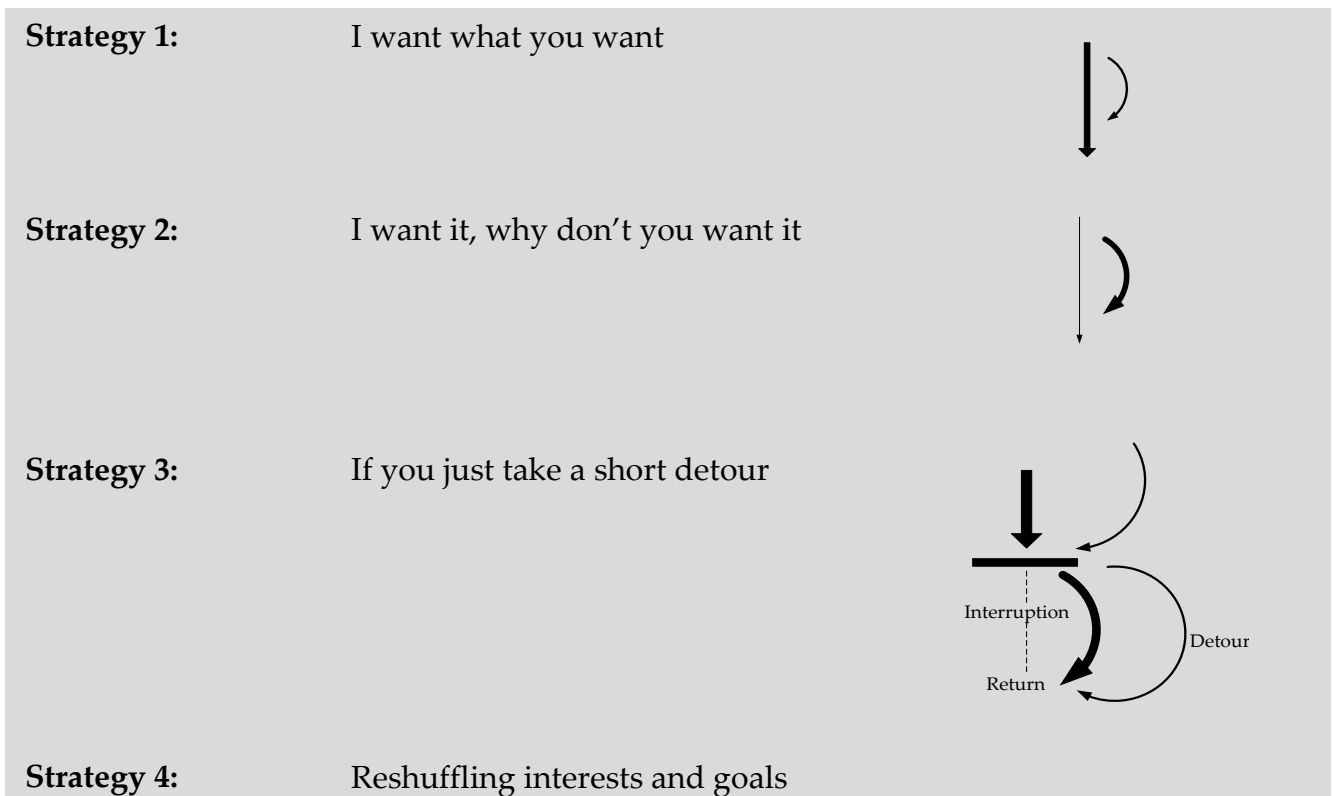 Strategy 1: I want what you want
Strategy 2: I want it, why don’t you want it
Strategy 3: If you just take a short detour
Interruption
Detour
Return
Strategy 4: Reshuffling interests and goals